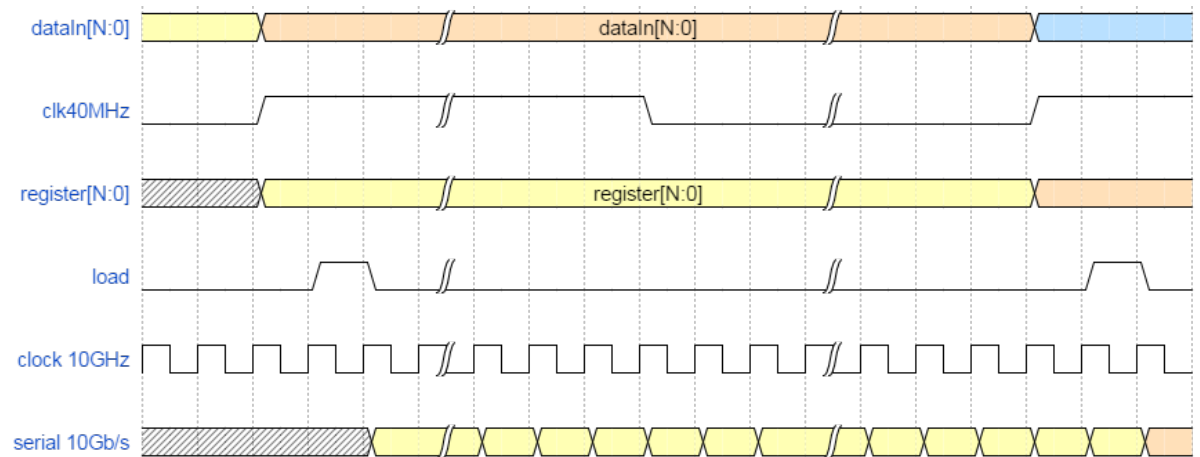 dataIn[N:0]
dataIn[N:0]
clk40MHz
register[N:0]
register[N:0]
load
clock 10GHz
serial 10Gb/s